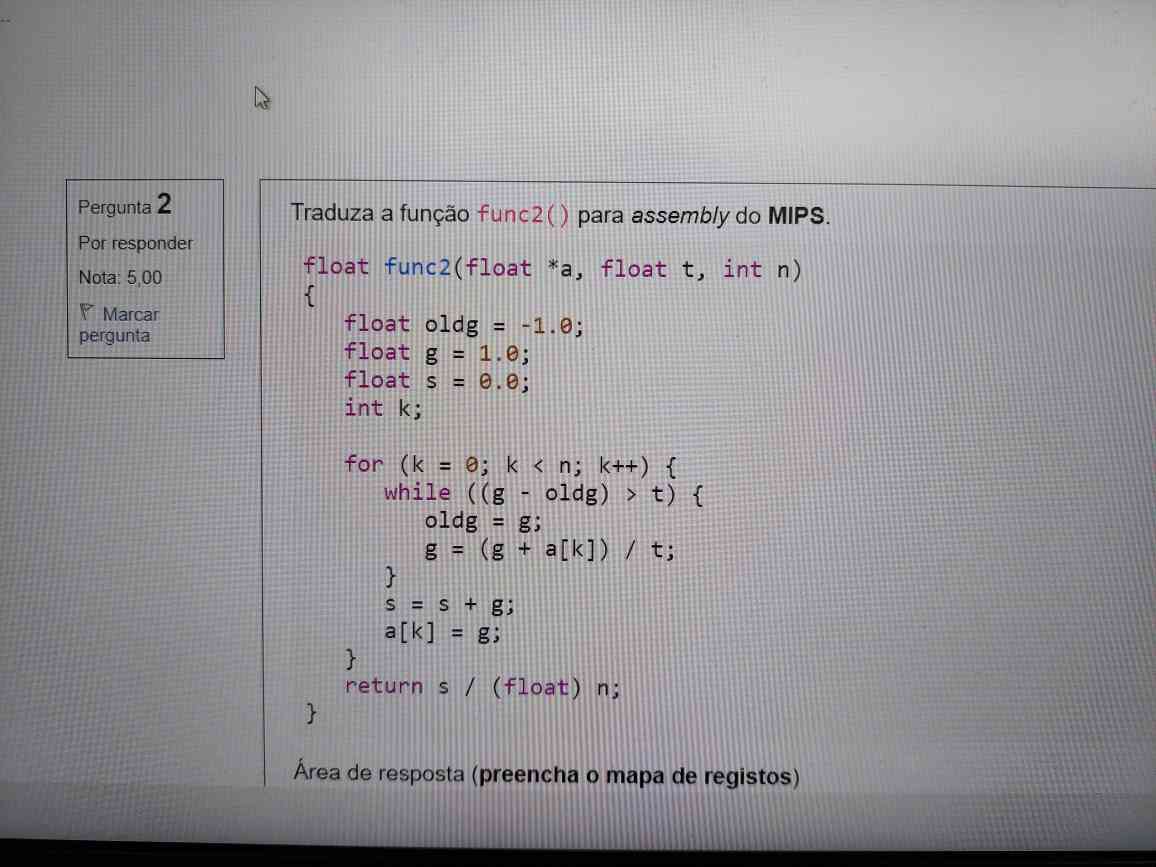 Pergunta 2
Por responder
Nota: 5,00
Marcar
pergunta
Traduza a função func2() para assembly do MIPS.
float func2(float *a, float t, int n)
{
float oldg = -1.0;
float g = 1.0;
float s = 0.0;
int k;
for (k = 0; k < n; k++) {
while ((g - oldg) > t) {
oldg = g;
g = (g + a[k]) / t;
}
s = s + g;
a[k] = g;
}
return s / (float) n;
}
Área de resposta (preencha o mapa de registos)